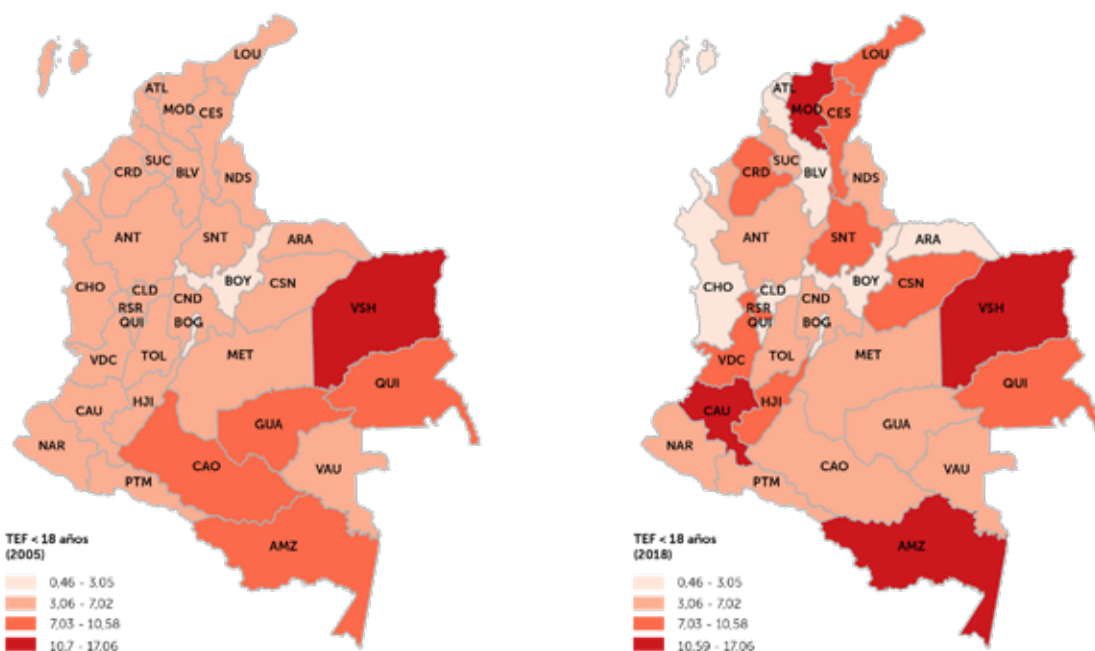 LOU
ATL
MOD
CES
SUC
CRD
BLV
NDS
ANT
SNT
ARA
BOY
CHO
CLD
CND
CSN
RSR
QUI
BOG
VSH
VDC
TOL
MET
QUI
CAU
HJI
GUA
NAR
CAO
VAU
PTM
AMZ
TEF < 18 años
(2005)
0,46 - 3,05
3,06 - 7,02
7,03 - 10,58
10,7 - 17,06
LOU
ATL
MOD
CES
SUC
CRD
BLV
NDS
ANT
SNT
ARA
BOY
CHO
CLD
CND
CSN
RSR
QUI
BOG
VSH
VDC
TOL
MET
QUI
CAU
HJI
GUA
NAR
CAO
VAU
PTM
AMZ
TEF < 18 años
(2018)
0,46 - 3,05
3,06 - 7,02
7,03 - 10,58
10,59 - 17,06